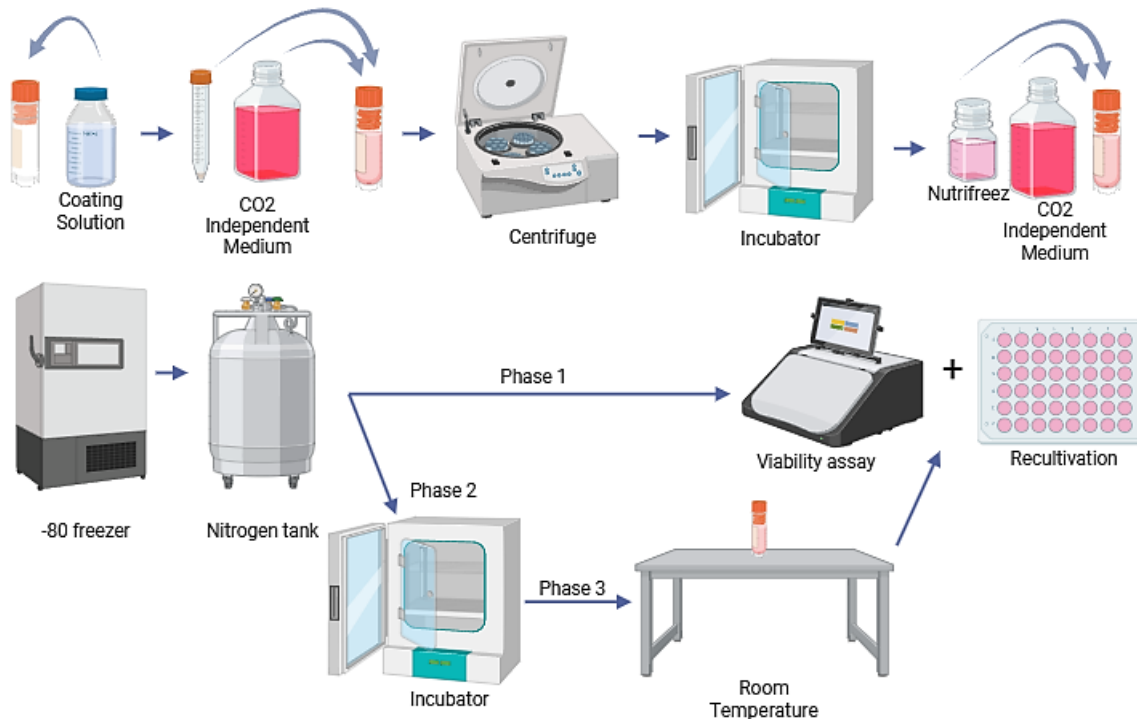 Coating
Solution
CO2
Independent
Medium
Centrifuge
Incubator
Nutrifreez
CO2
Independent
Medium
-80 freezer
Nitrogen tank
Phase 1
Viability assay
+
Recultivation
Phase 2
Incubator
Phase 3
Room
Temperature